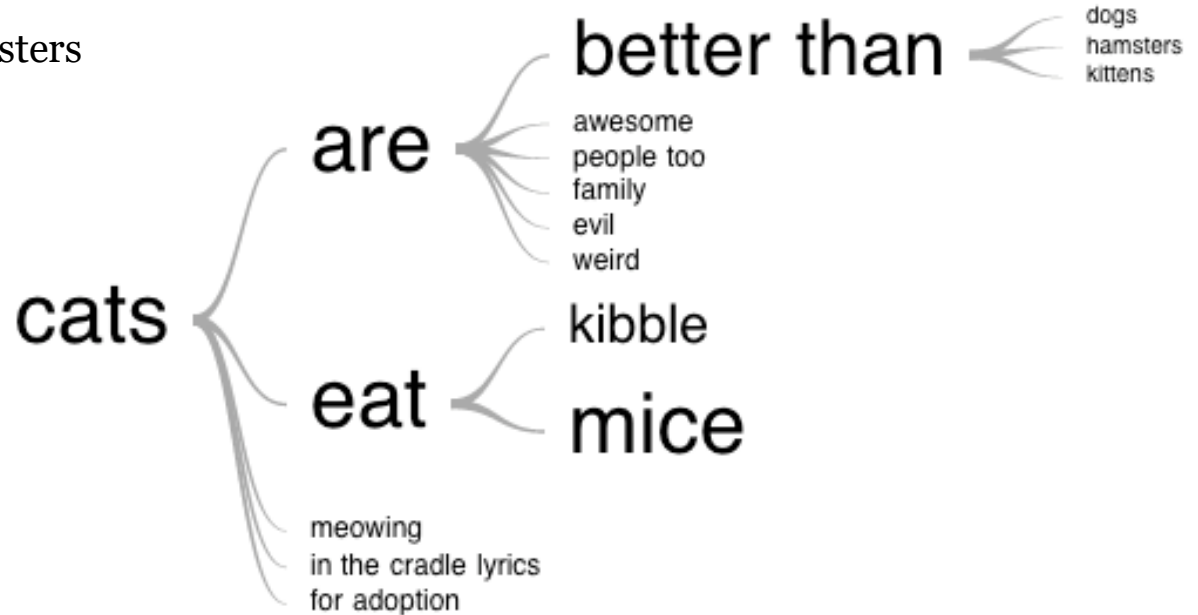 sters
cats
are
better than
dogs
hamsters
kittens
awesome
people too
family
evil
weird
eat
kibble
mice
meowing
in the cradle lyrics
for adoption